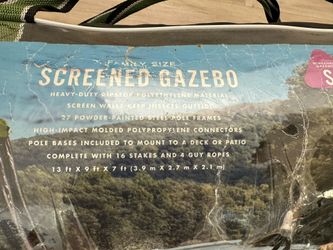 FAMILY SIZE
SCREENED GAZEBO
HEAVY-DUTY RIPSTOP POLYETHYLENE MATERIAL
SCREEN WALLS KEEP INSECTS OUTSIDE
27 POWDER-PAINTED STEEL POLE FRAMES
HIGH-IMPACT MOLDED POLYPROPYLENE CONNECTORS
POLE BASES INCLUDED TO MOUNT TO A DECK OR PATIO
COMPLETE WITH 16 STAKES AND 4 GUY ROPES
13 FT X 9 FT X 7 FT (3.9 m X 2.7 m X 2.1 m)